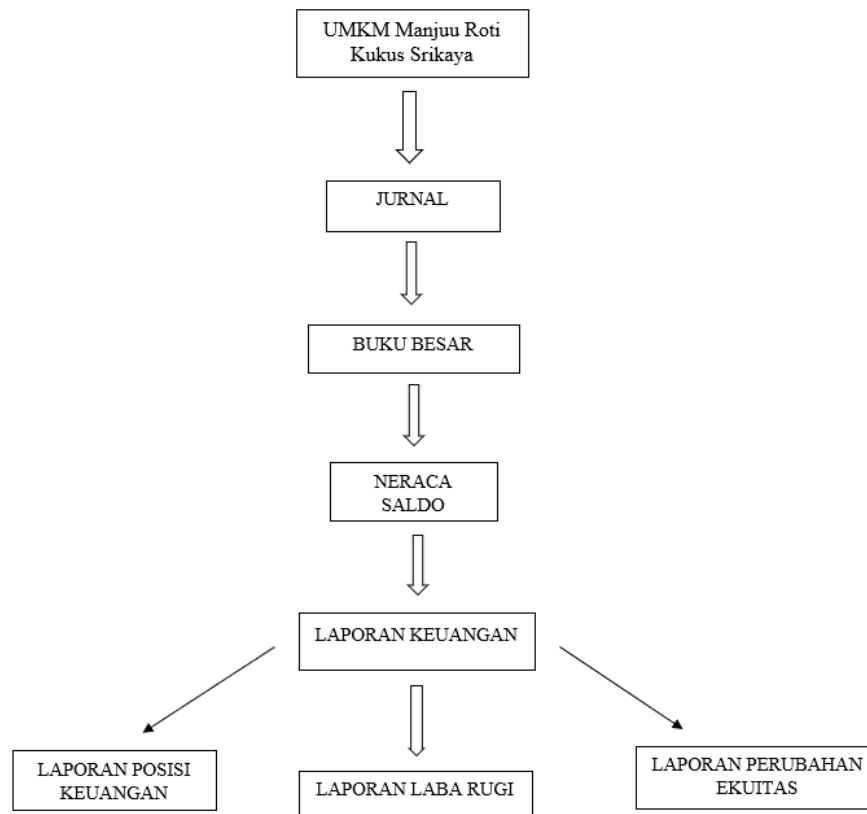 UMKM Manjuu Roti
Kukus Srikaya
JURNAL
BUKU BESAR
NERACA
SALDO
LAPORAN KEUANGAN
LAPORAN POSISI
KEUANGAN
LAPORAN LABA RUGI
LAPORAN PERUBAHAN
EKUITAS